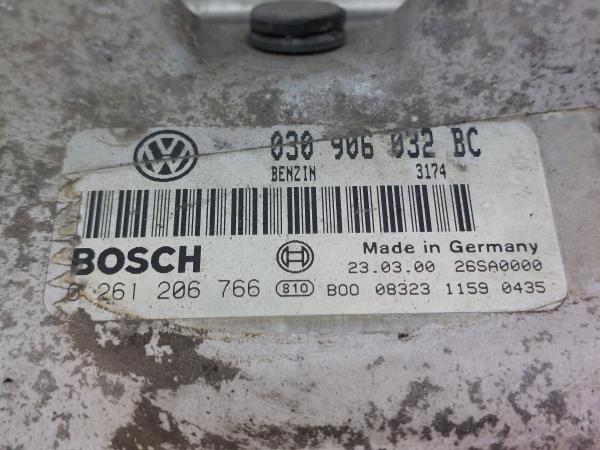 030 906 032 BC
BENZIN 3174
BOSCH Made in Germany
23.03.00 26SA0000
0 261 206 766 810 B00 08323 1159 0435